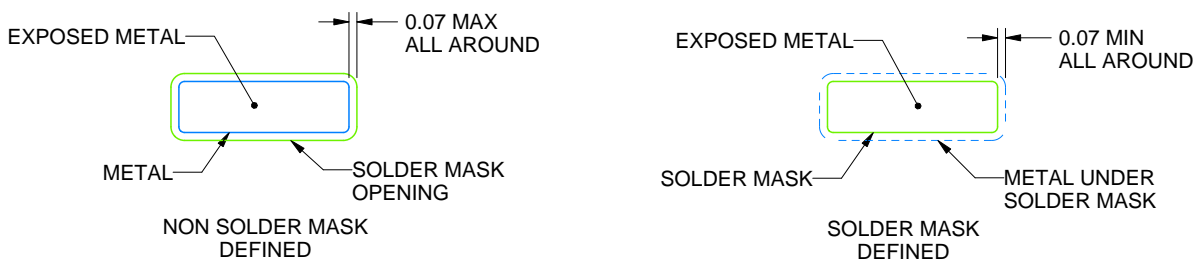 0.07 MAX
ALL AROUND
EXPOSED METAL
METAL
SOLDER MASK
OPENING
NON SOLDER MASK
DEFINED
0.07 MIN
ALL AROUND
EXPOSED METAL
SOLDER MASK
METAL UNDER
SOLDER MASK
SOLDER MASK
DEFINED